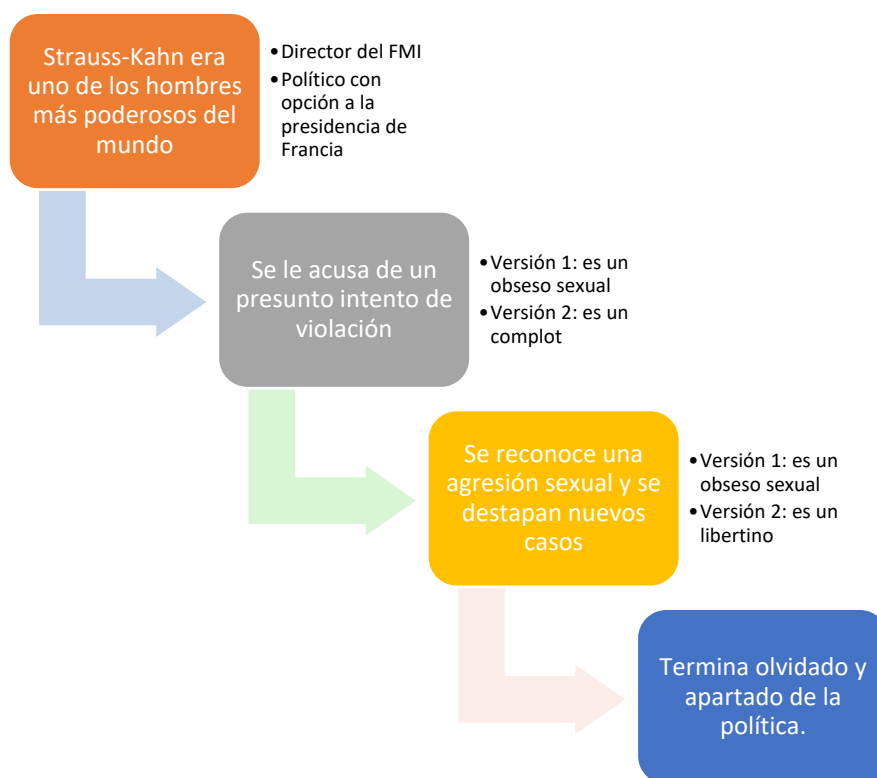 Strauss-Kahn era
uno de los hombres
más poderosos del
mundo
•Director del FMI
•Político con
opción a la
presidencia de
Francia
Se le acusa de un
presunto intento de
violación
•Versión 1: es un
obseso sexual
•Versión 2: es un
complot
Se reconoce una
agresión sexual y se
destapan nuevos
casos
•Versión 1: es un
obseso sexual
•Versión 2: es un
libertino
Termina olvidado y
apartado de la
política.